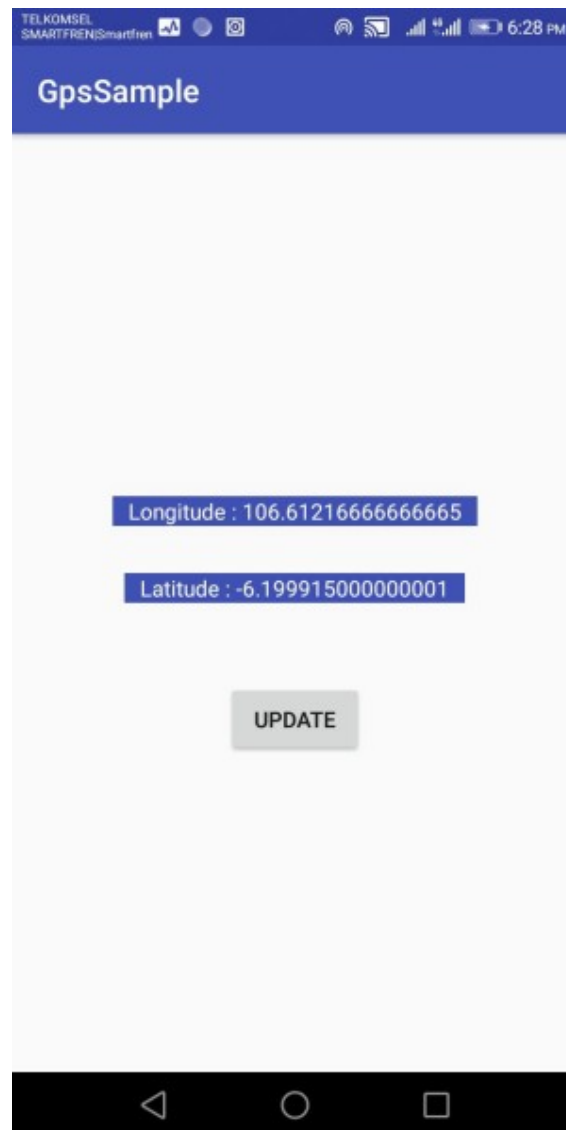 TELKOMSEL
SMARTFREN|Smartfren
6:28 PM
GpsSample
Longitude : 106.61216666666665
Latitude : -6.199915000000001
UPDATE